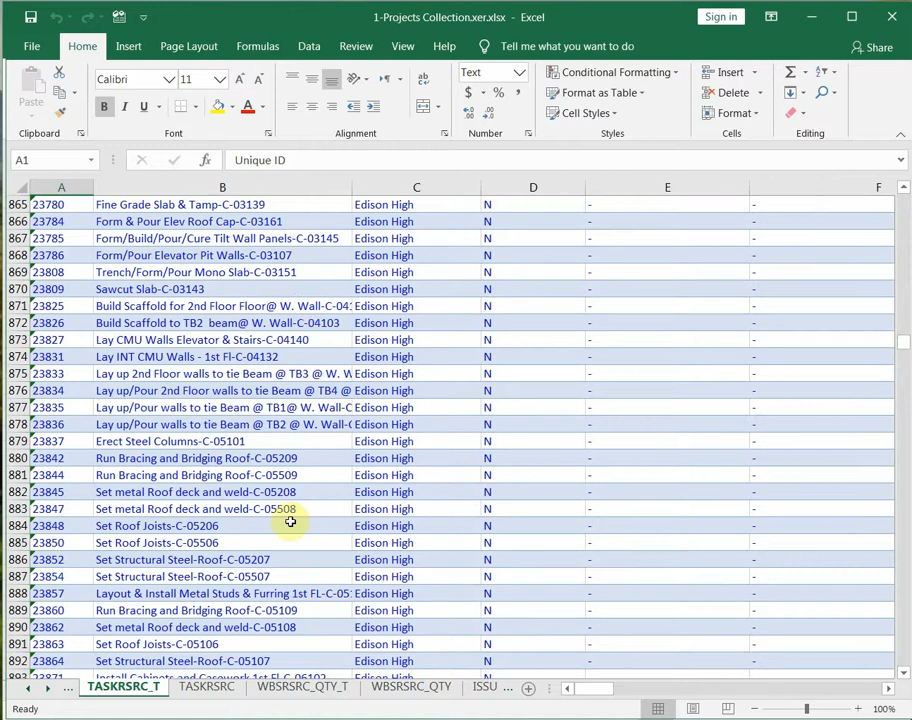 1-Projects Collection.xer.xlsx - Excel
Sign in
File Home Insert Page Layout Formulas Data Review View Help Tell me what you want to do Share
Paste
Calibri 11
B I U A
Text
$ % ,
Conditional Formatting
Format as Table
Cell Styles
Insert
Delete
Format
Clipboard Font Alignment Number Styles Cells Editing
A1 fx Unique ID
A B C D E F
865 23780 Fine Grade Slab & Tamp-C-03139 Edison High N - -
866 23784 Form & Pour Elev Roof Cap-C-03161 Edison High N - -
867 23785 Form/Build/Pour/Cure Tilt Wall Panels-C-03145 Edison High N - -
868 23786 Form/Pour Elevator Pit Walls-C-03107 Edison High N - -
869 23808 Trench/Form/Pour Mono Slab-C-03151 Edison High N - -
870 23809 Sawcut Slab-C-03143 Edison High N - -
871 23825 Build Scaffold for 2nd Floor Floor@ W. Wall-C-041 Edison High N - -
872 23826 Build Scaffold to TB2 beam@ W. Wall-C-04103 Edison High N - -
873 23827 Lay CMU Walls Elevator & Stairs-C-04140 Edison High N - -
874 23831 Lay INT CMU Walls - 1st Fl-C-04132 Edison High N - -
875 23833 Lay up 2nd Floor walls to tie Beam @ TB3 @ W. W Edison High N - -
876 23834 Lay up/Pour 2nd Floor walls to tie Beam @ TB4 @ Edison High N - -
877 23835 Lay up/Pour walls to tie Beam @ TB1@ W. Wall-C Edison High N - -
878 23836 Lay up/Pour walls to tie Beam @ TB2 @ W. Wall-C Edison High N - -
879 23837 Erect Steel Columns-C-05101 Edison High N - -
880 23842 Run Bracing and Bridging Roof-C-05209 Edison High N - -
881 23844 Run Bracing and Bridging Roof-C-05509 Edison High N - -
882 23845 Set metal Roof deck and weld-C-05208 Edison High N - -
883 23847 Set metal Roof deck and weld-C-05508 Edison High N - -
884 23848 Set Roof Joists-C-05206 Edison High N - -
885 23850 Set Roof Joists-C-05506 Edison High N - -
886 23852 Set Structural Steel-Roof-C-05207 Edison High N - -
887 23854 Set Structural Steel-Roof-C-05507 Edison High N - -
888 23857 Layout & Install Metal Studs & Furring 1st FL-C-051 Edison High N - -
889 23860 Run Bracing and Bridging Roof-C-05109 Edison High N - -
890 23862 Set metal Roof deck and weld-C-05108 Edison High N - -
891 23863 Set Roof Joists-C-05106 Edison High N - -
892 23864 Set Structural Steel-Roof-C-05107 Edison High N - -
893 23871 Install Cabinets and Casework 1st FL-C-06102 Edison High N
... TASKRSRC_T TASKRSRC WBSRSRC_QTY_T WBSRSRC_QTY ISSU ...
Ready 100%